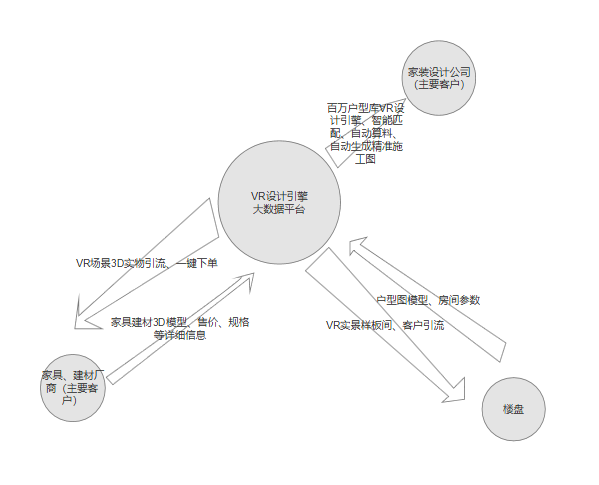 家装设计公司
（主要客户）
百万户型库VR设
计引擎、智能匹
配、自动算料、
自动生成精准施
工图
VR设计引擎
大数据平台
VR场景3D实物引流、一键下单
户型图模型、房间参数
家具建材3D模型、售价、规格
等详细信息
VR实景样板间、客户引流
家具、建材厂
商（主要客
户）
楼盘